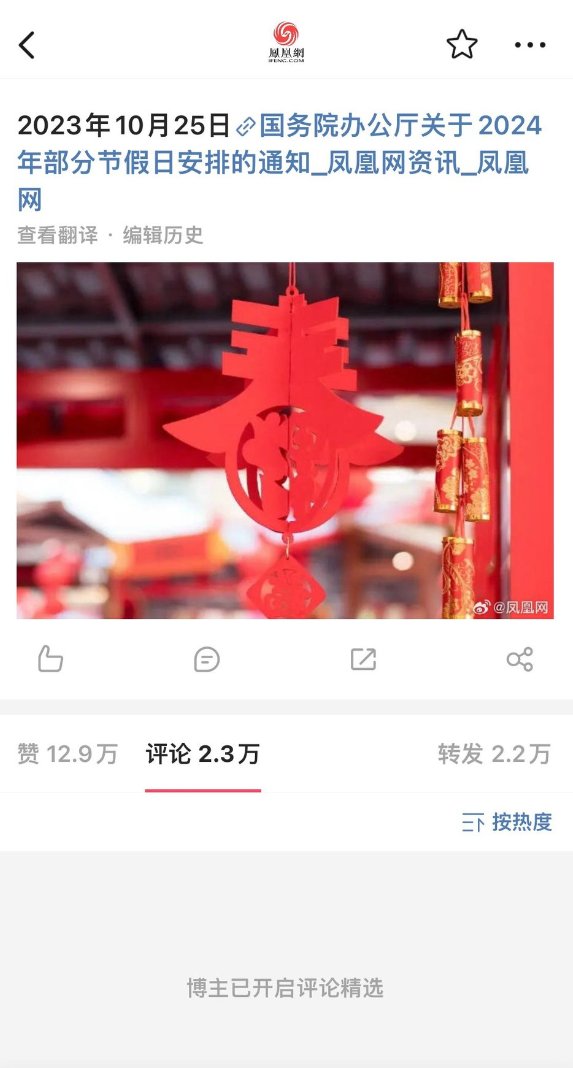 鳳凰網
IFENG.COM
2023年10月25日国务院办公厅关于2024
年部分节假日安排的通知_凤凰网资讯_凤凰
网
查看翻译 · 编辑历史
春
@凤凰网
赞 12.9万 评论 2.3万 转发 2.2万
按热度
博主已开启评论精选